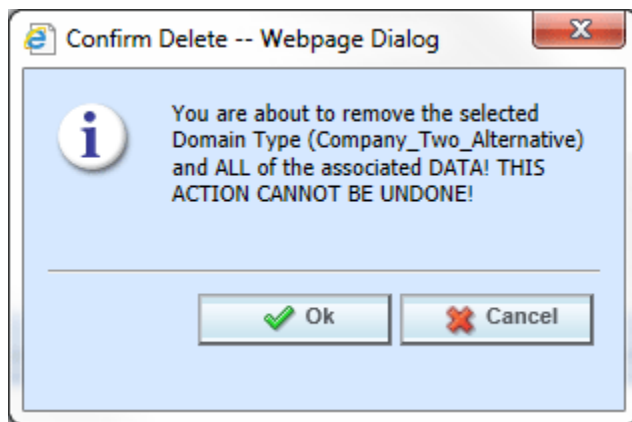 Confirm Delete -- Webpage Dialog
You are about to remove the selected
Domain Type (Company_Two_Alternative)
and ALL of the associated DATA! THIS
ACTION CANNOT BE UNDONE!
Ok
Cancel